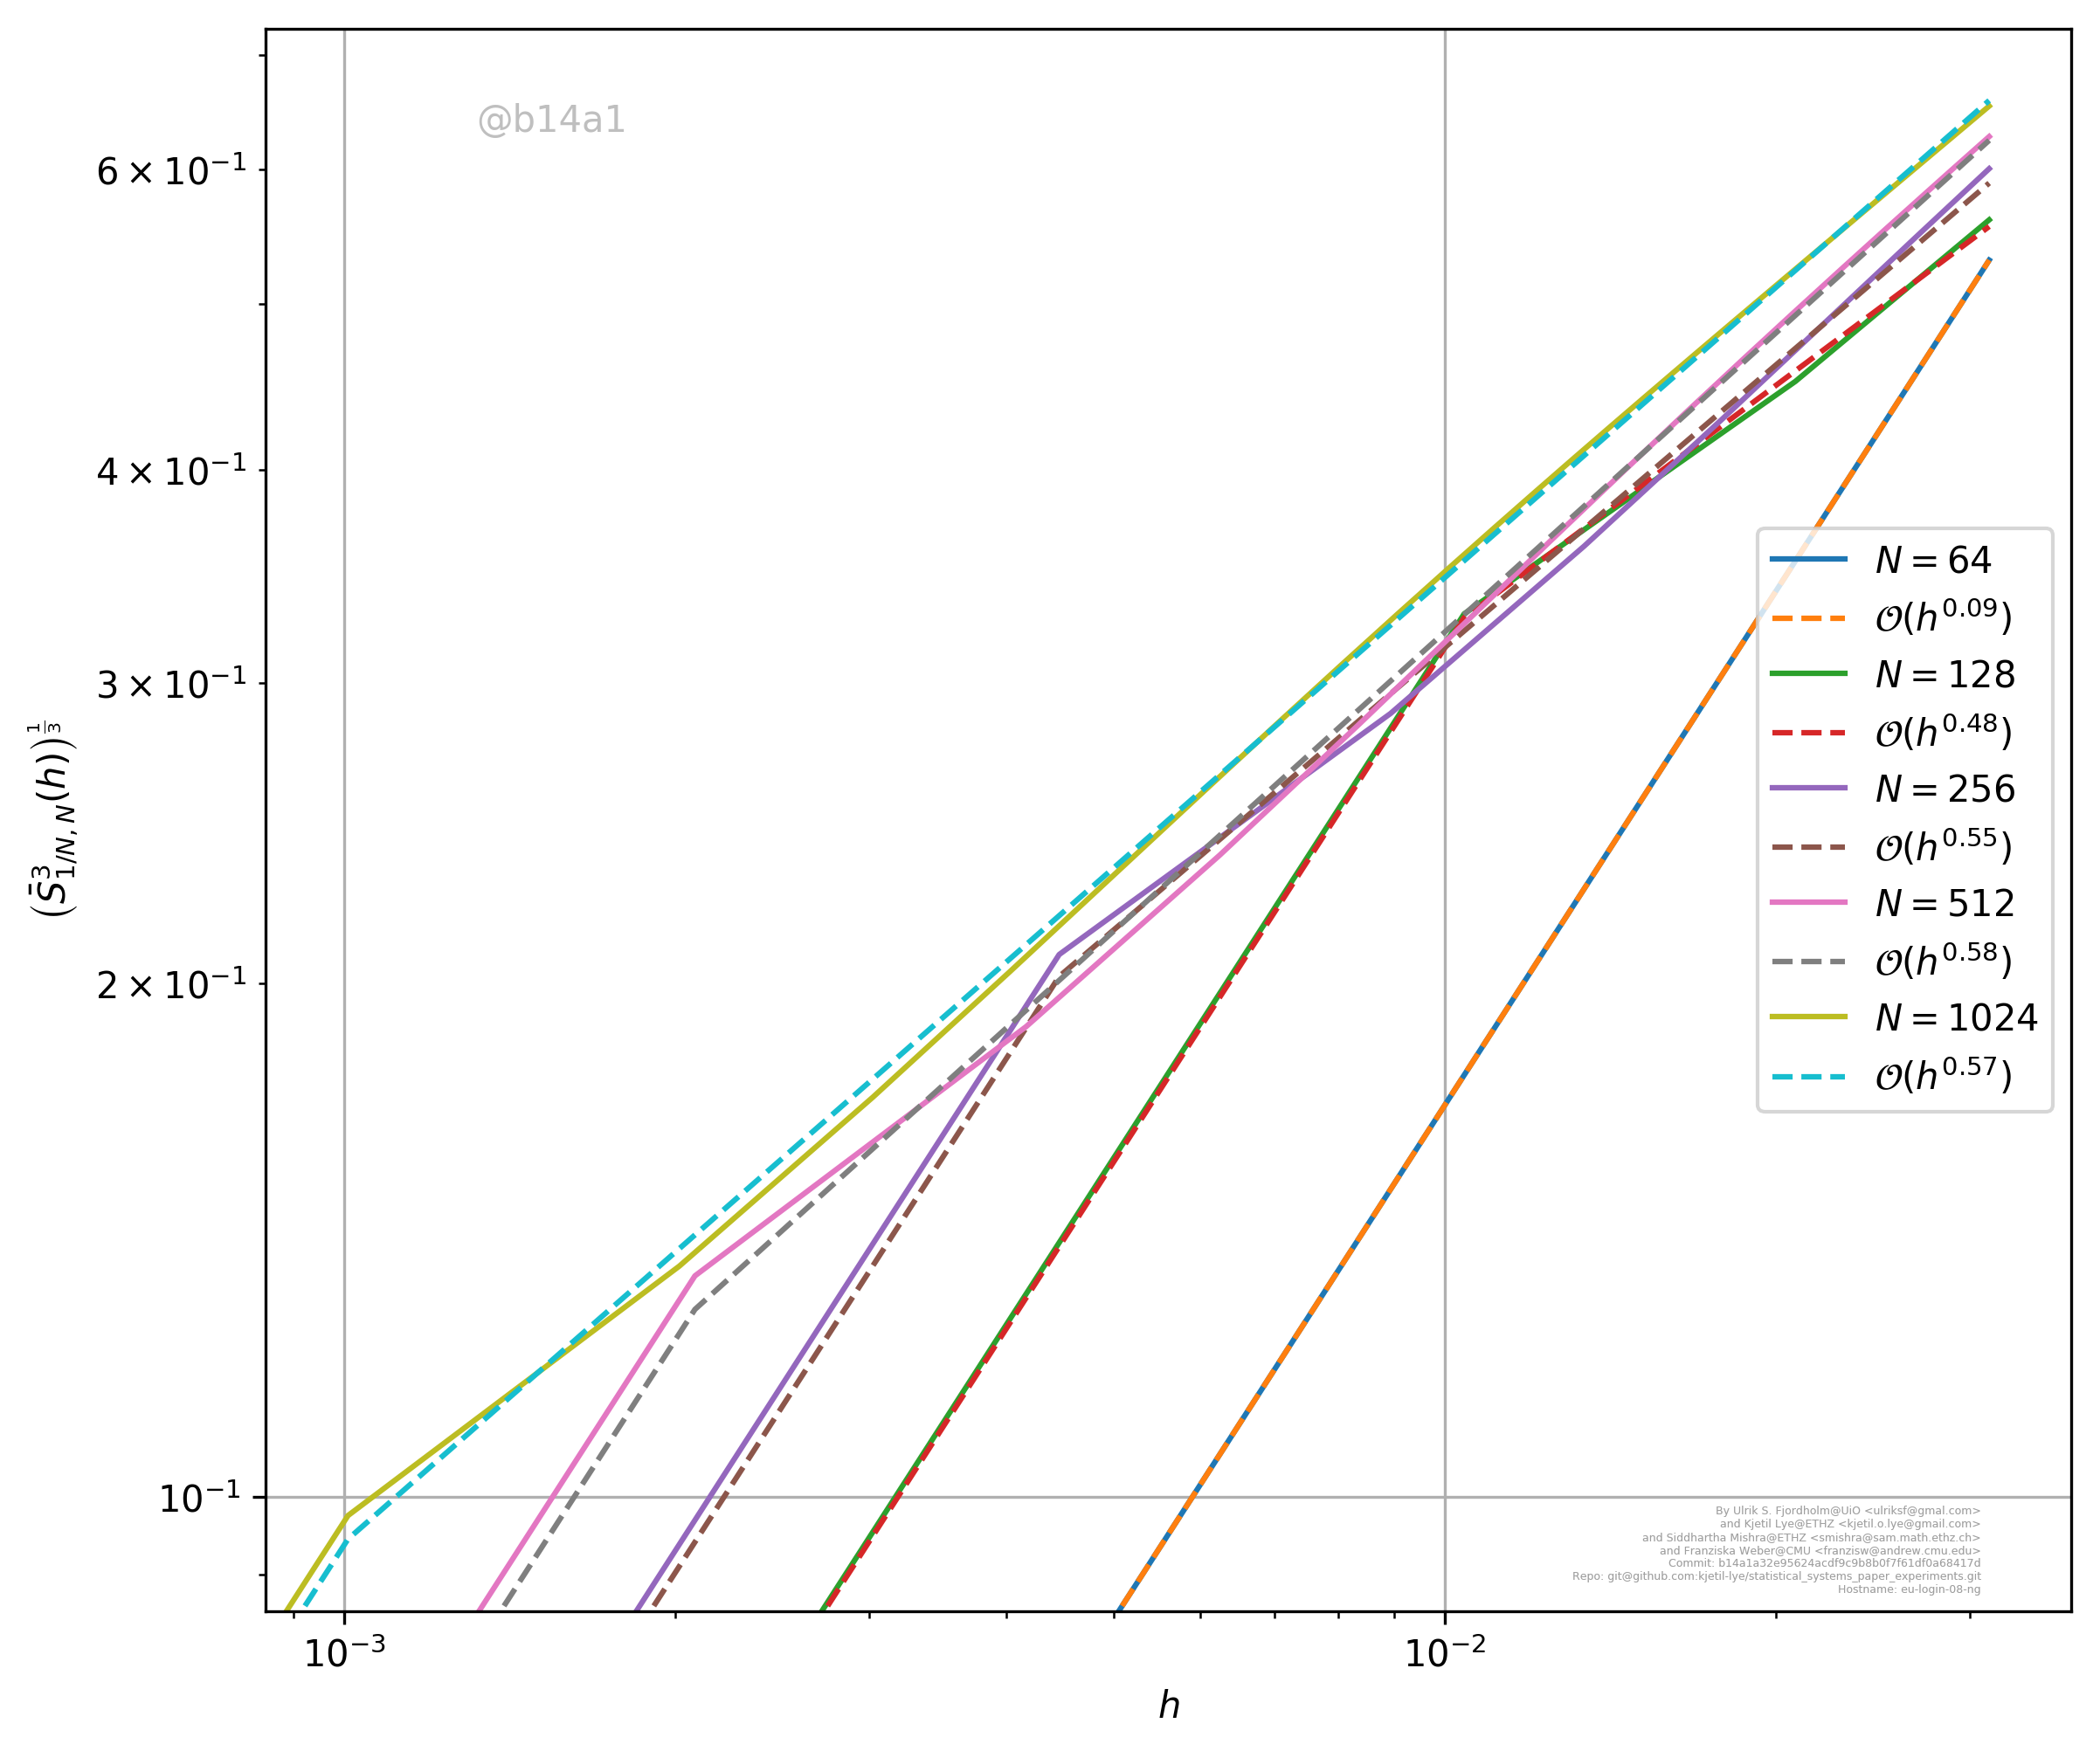 @b14a1
6 × 10⁻¹
4 × 10⁻¹
3 × 10⁻¹
2 × 10⁻¹
10⁻¹
(S̄³₁/N, N(h))^(1/3)
N = 64
𝒪(h^0.09)
N = 128
𝒪(h^0.48)
N = 256
𝒪(h^0.55)
N = 512
𝒪(h^0.58)
N = 1024
𝒪(h^0.57)
By Ulrik S. Fjordholm@UiO <ulriksf@gmal.com>
and Kjetil Lye@ETHZ <kjetil.o.lye@gmail.com>
and Siddhartha Mishra@ETHZ <smishra@sam.math.ethz.ch>
and Franziska Weber@CMU <franzisw@andrew.cmu.edu>
Commit: b14a1a32e95624acdf9c9b8b0f7f61df0a68417d
Repo: git@github.com:kjetil-lye/statistical_systems_paper_experiments.git
Hostname: eu-login-08-ng
10⁻³
10⁻²
h